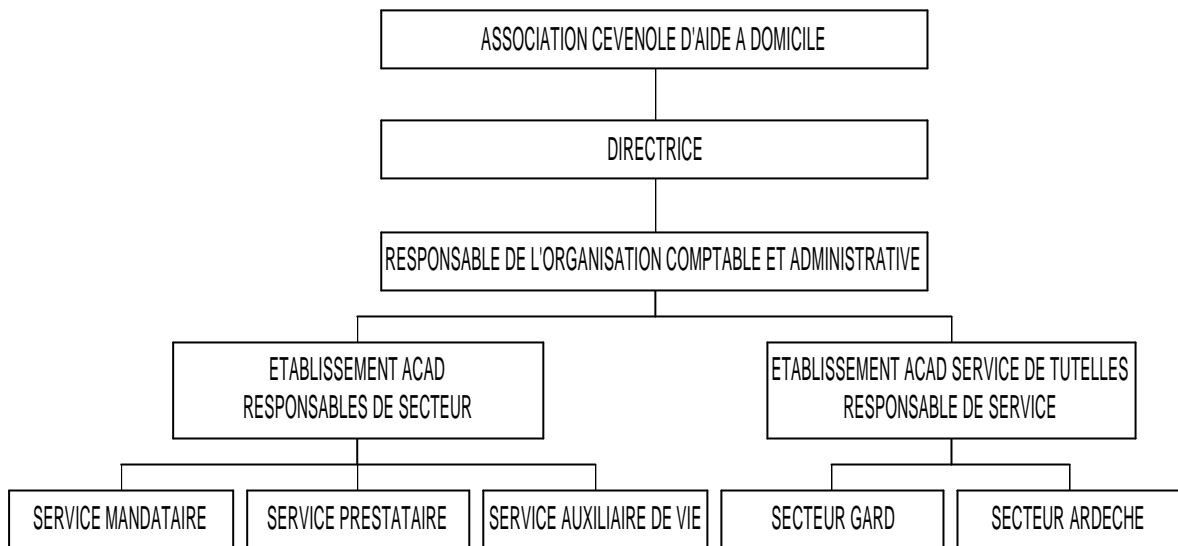 ASSOCIATION CEVENOLE D'AIDE A DOMICILE
DIRECTRICE
RESPONSABLE DE L'ORGANISATION COMPTABLE ET ADMINISTRATIVE
ETABLISSEMENT ACAD
RESPONSABLES DE SECTEUR
ETABLISSEMENT ACAD SERVICE DE TUTELLES
RESPONSABLE DE SERVICE
SERVICE MANDATAIRE
SERVICE PRESTATAIRE
SERVICE AUXILIAIRE DE VIE
SECTEUR GARD
SECTEUR ARDECHE